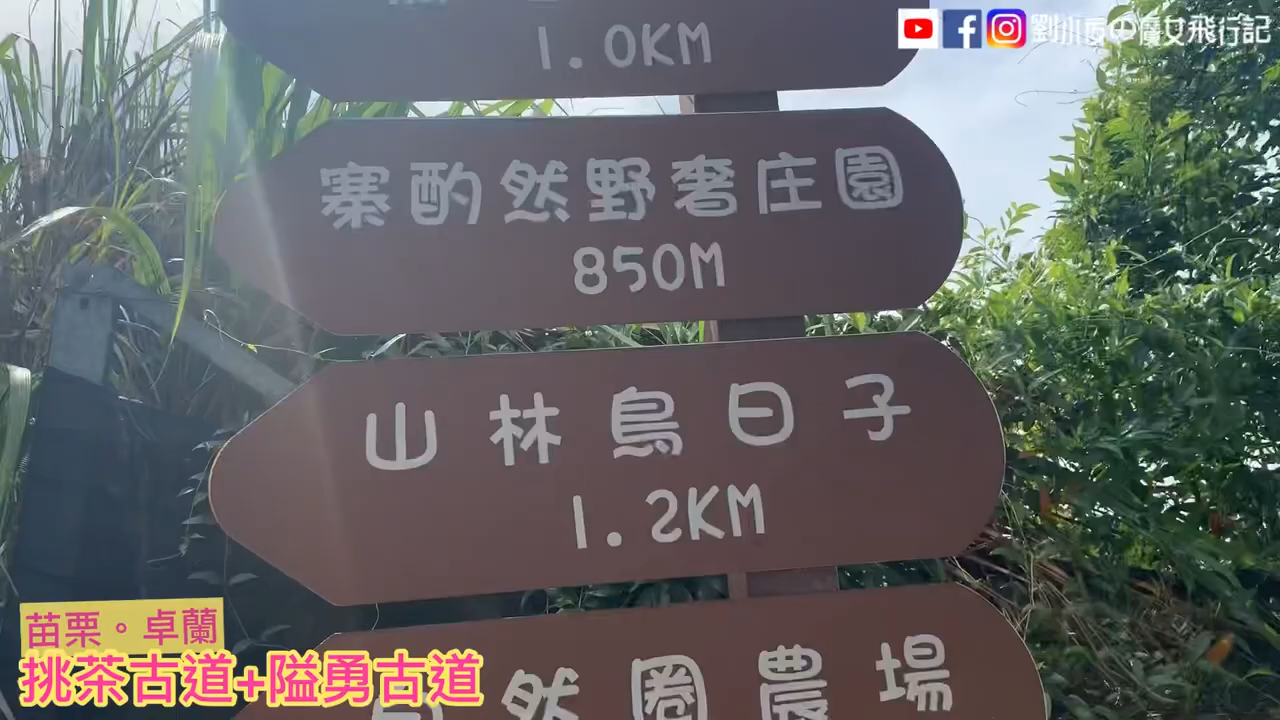 劉小妘の魔女飛行記
1.0KM
寨酌然野奢庄園
850M
山林鳥日子
1.2KM
然圈農場
苗栗。卓蘭
挑茶古道+隘勇古道